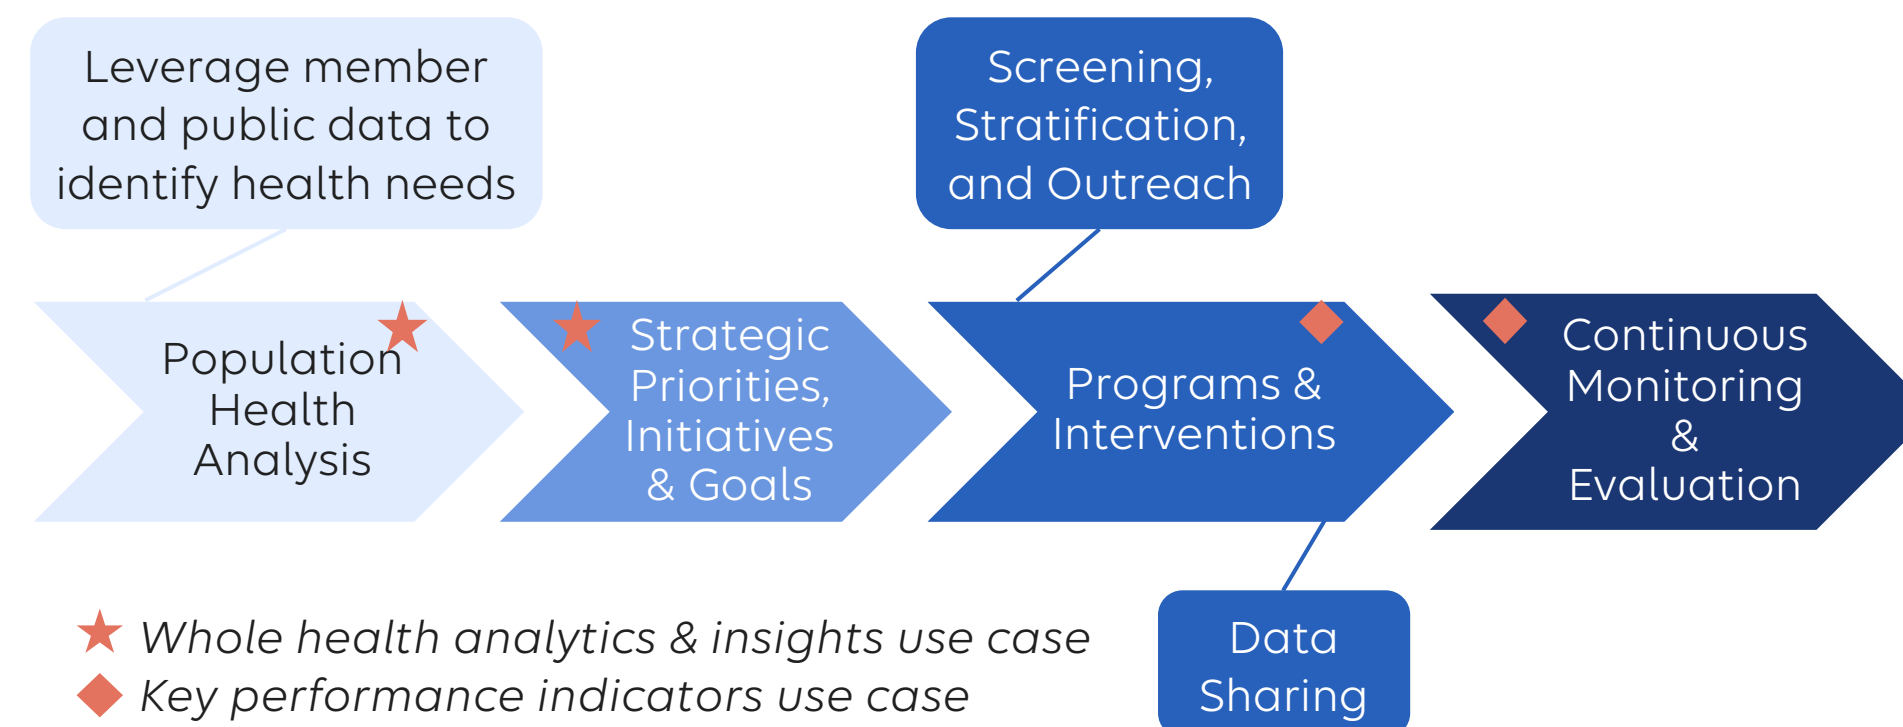 Leverage member
and public data to
identify health needs
Screening,
Stratification,
and Outreach
Population
Health
Analysis
Strategic
Priorities,
Initiatives
& Goals
Programs &
Interventions
Continuous
Monitoring
&
Evaluation
Whole health analytics & insights use case
Key performance indicators use case
Data
Sharing